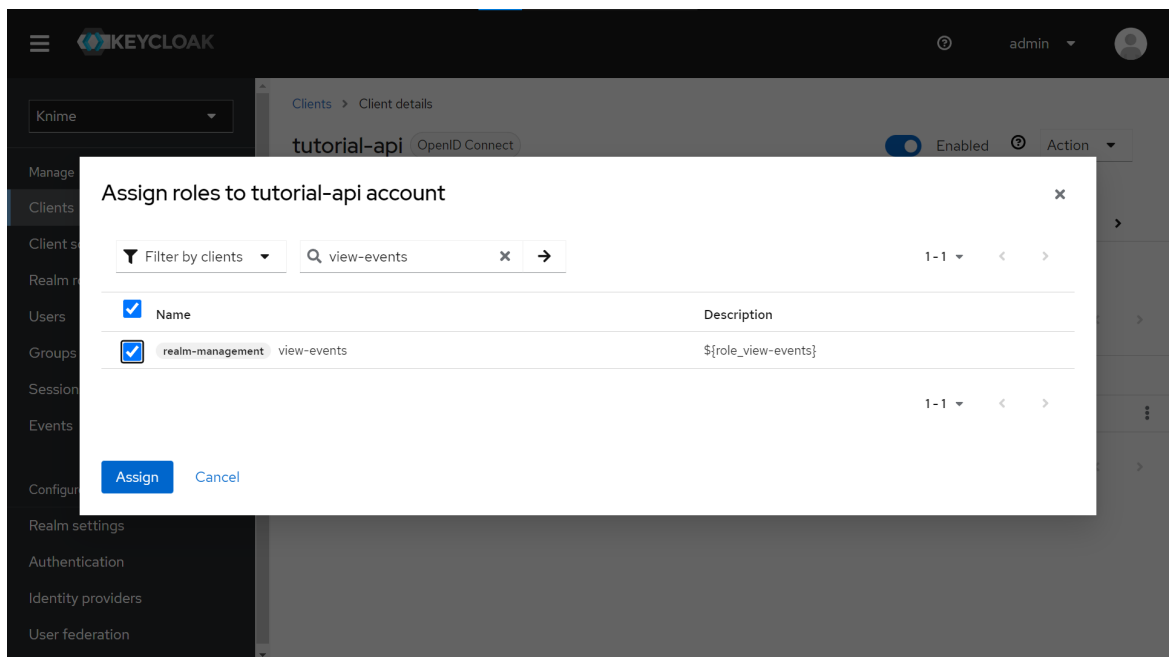 KEYCLOAK
admin
Knime
Clients > Client details
tutorial-api OpenID Connect
Enabled
Action
Manage
Clients
Client
Realm
Users
Groups
Session
Events
Configu
Realm settings
Authentication
Identity providers
User federation
Assign roles to tutorial-api account
Filter by clients
view-events
1 - 1
Name
Description
realm-management view-events
${role_view-events}
1 - 1
Assign
Cancel